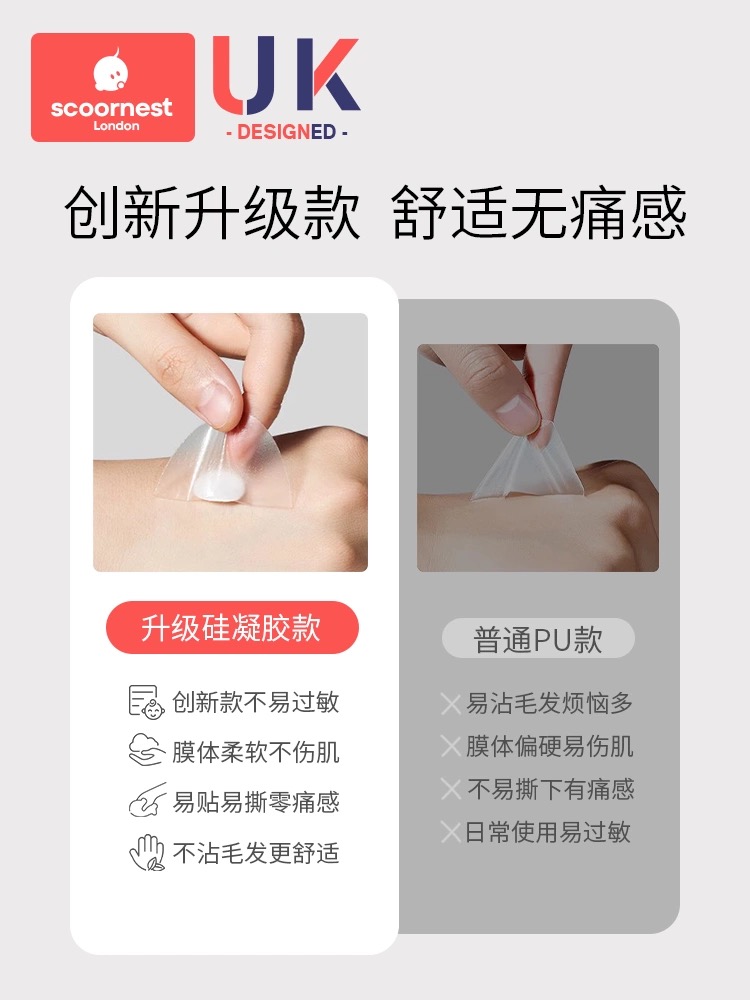 scoornest
London
UK
- DESIGNED -
创新升级款 舒适无痛感
升级硅凝胶款
创新款不易过敏
膜体柔软不伤肌
易贴易撕零痛感
不沾毛发更舒适
普通PU款
易沾毛发烦恼多
膜体偏硬易伤肌
不易撕下有痛感
日常使用易过敏